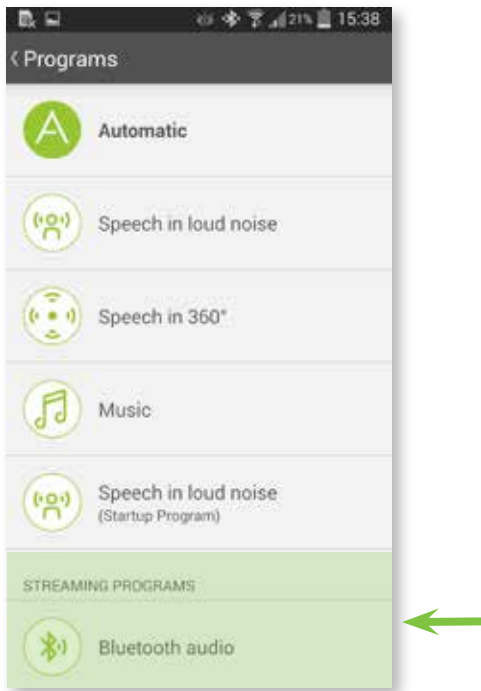 21% 15:38
Programs
A Automatic
Speech in loud noise
Speech in 360°
Music
Speech in loud noise
(Startup Program)
STREAMING PROGRAMS
Bluetooth audio